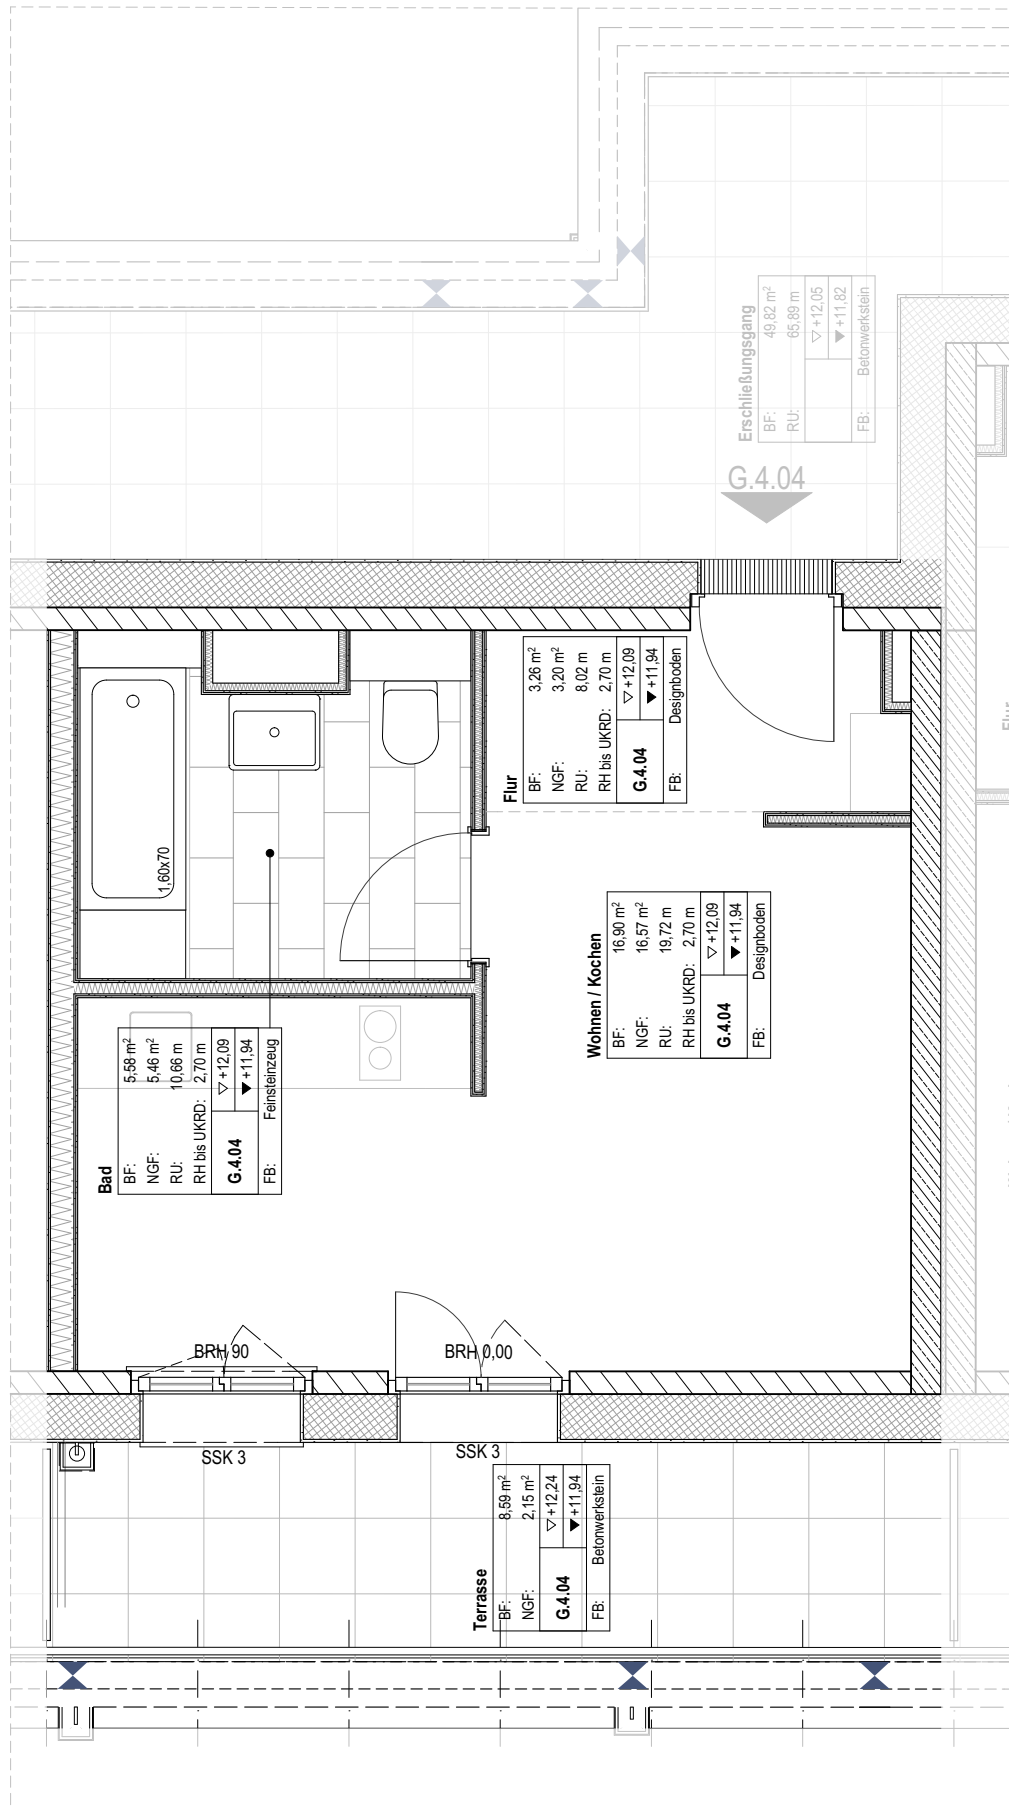 Erschließungsgang
BF: 49,82 m²
RU: 65,89 m
▽ +12,05
▼ +11,82
FB: Betonwerkstein
G.4.04
Flur
BF: 3,26 m²
NGF: 3,20 m²
RU: 8,02 m
RH bis UKRD: 2,70 m
▽ +12,09
G.4.04 ▼ +11,94
FB: Designboden
Flur
1,60x70
Wohnen / Kochen
BF: 16,90 m²
NGF: 16,57 m²
RU: 19,72 m
RH bis UKRD: 2,70 m
▽ +12,09
G.4.04 ▼ +11,94
FB: Designboden
Bad
BF: 5,58 m²
NGF: 5,46 m²
RU: 10,66 m
RH bis UKRD: 2,70 m
▽ +12,09
G.4.04 ▼ +11,94
FB: Feinsteinzeug
BRH 90
BRH 0,00
SSK 3
SSK 3
Terrasse
BF: 8,59 m²
NGF: 2,15 m²
▽ +12,24
G.4.04 ▼ +11,94
FB: Betonwerkstein